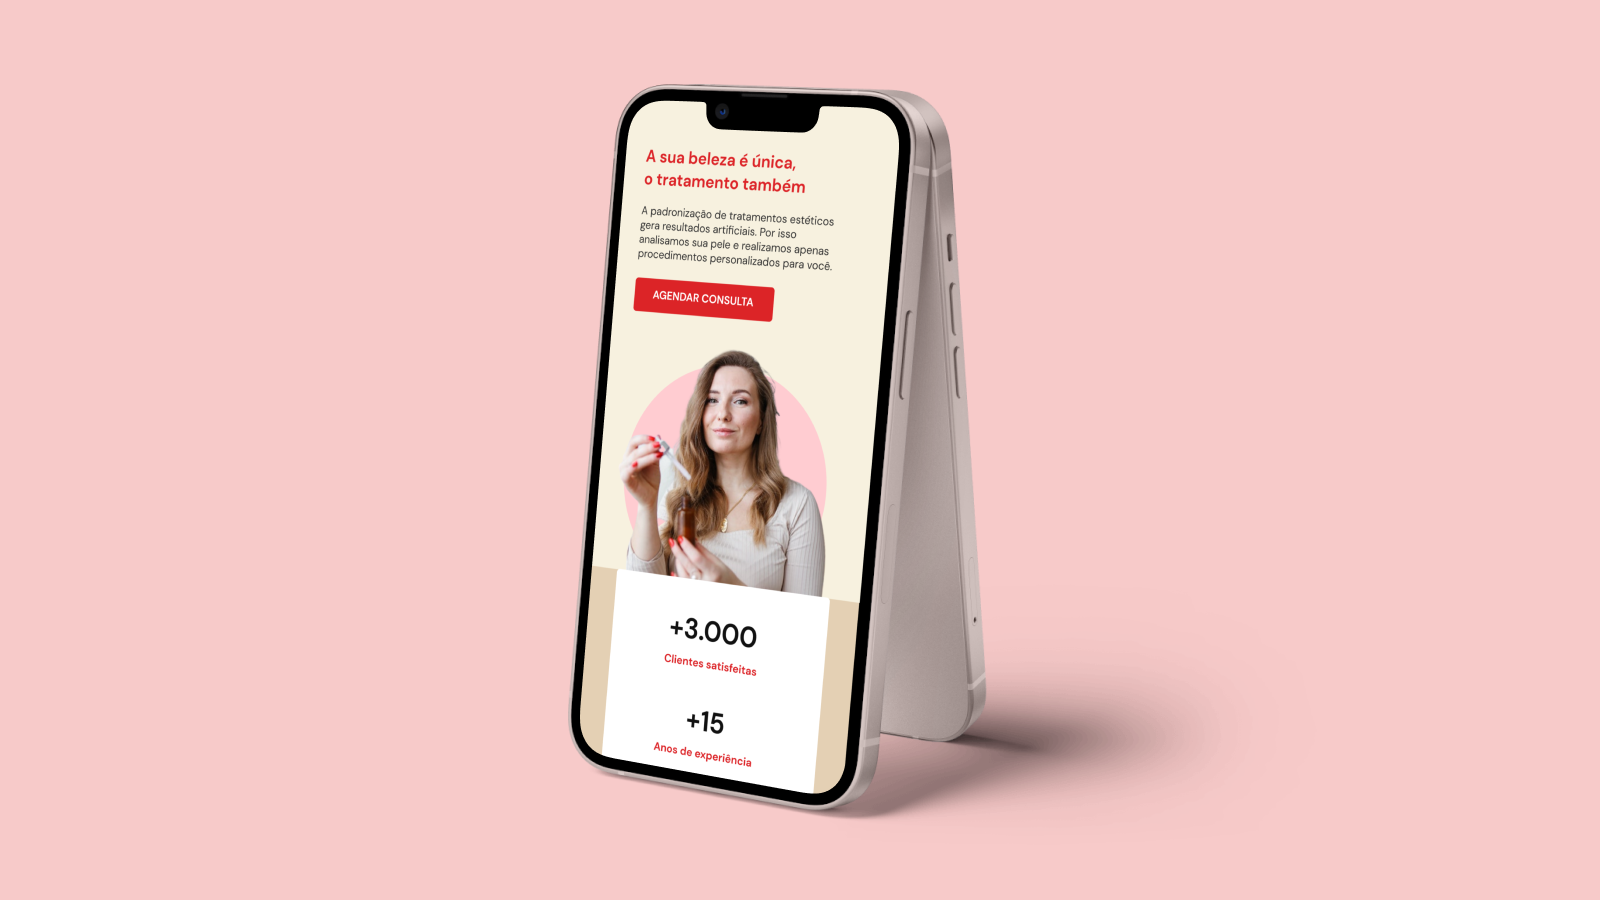 A sua beleza é única,
o tratamento também
A padronização de tratamentos estéticos
gera resultados artificiais. Por isso
analisamos sua pele e realizamos apenas
procedimentos personalizados para você.
AGENDAR CONSULTA
+3.000
Clientes satisfeitas
+15
Anos de experiência